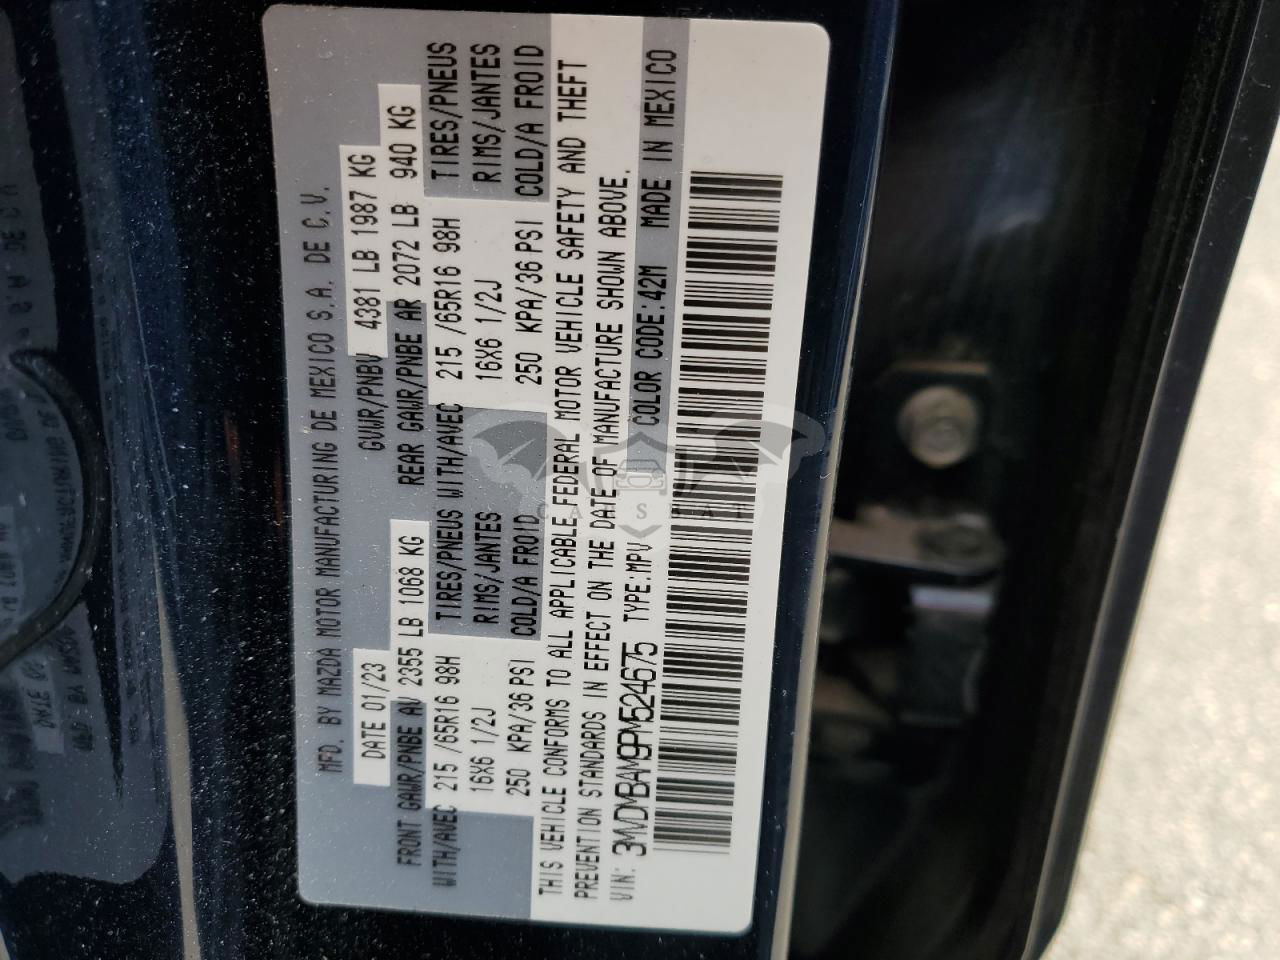 MFD. BY MAZDA MOTOR MANUFACTURING DE MEXICO S.A. DE C.V.
DATE 01/23 GVWR/PNBV 4381 LB 1987 KG
FRONT GAWR/PNBE AV 2355 LB 1068 KG REAR GAWR/PNBE AR 2072 LB 940 KG
WITH/AVEC 215 /65R16 98H TIRES/PNEUS WITH/AVEC 215 /65R16 98H TIRES/PNEUS
16X6 1/2J RIMS/JANTES 16X6 1/2J RIMS/JANTES
250 KPA/36 PSI COLD/A FROID 250 KPA/36 PSI COLD/A FROID
THIS VEHICLE CONFORMS TO ALL APPLICABLE FEDERAL MOTOR VEHICLE SAFETY AND THEFT
PREVENTION STANDARDS IN EFFECT ON THE DATE OF MANUFACTURE SHOWN ABOVE.
VIN: 3MVDMBAM9PM524675 TYPE:MPV COLOR CODE:42M MADE IN MEXICO